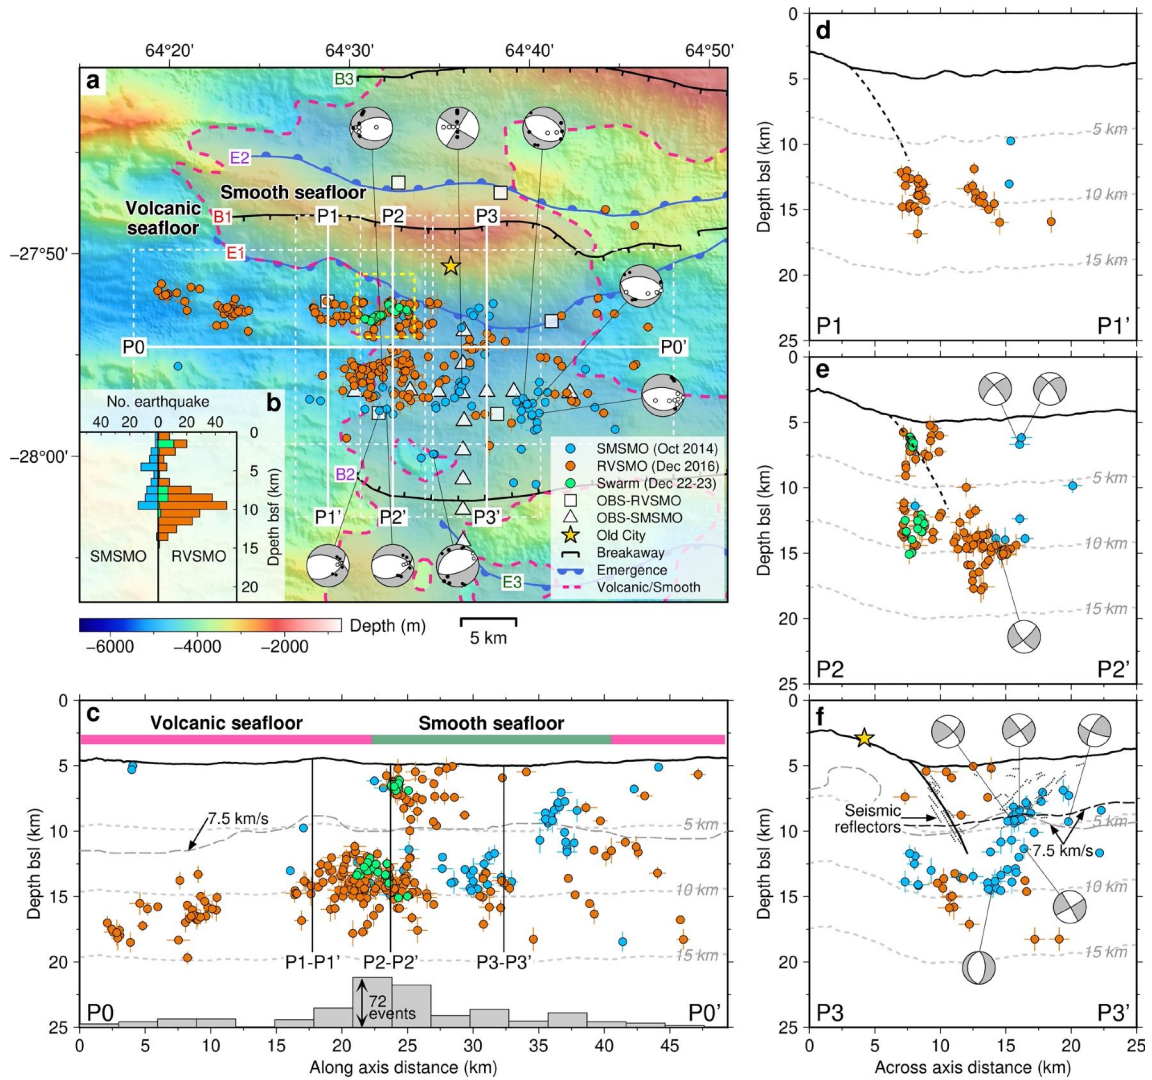 64°20'
64°30'
64°40'
64°50'
a
B3
E2
Smooth seafloor
Volcanic
seafloor
B1
P1
P2
P3
E1
−27°50'
P0
P0'
No. earthquake
b
40
20
0
20
40
0
5
10
15
20
Depth bsf (km)
SMSMO
RVSMO
−28°00'
B2
P1'
P2'
P3'
E3
SMSMO (Oct 2014)
RVSMO (Dec 2016)
Swarm (Dec 22-23)
OBS-RVSMO
OBS-SMSMO
Old City
Breakaway
Emergence
Volcanic/Smooth
Depth (m)
−6000
−4000
−2000
5 km
c
Volcanic seafloor
Smooth seafloor
7.5 km/s
5 km
10 km
15 km
P1-P1'
P2-P2'
P3-P3'
72
events
P0
P0'
0
5
10
15
20
25
Depth bsl (km)
0
5
10
15
20
25
30
35
40
45
Along axis distance (km)
d
0
5
10
15
20
25
Depth bsl (km)
5 km
10 km
15 km
P1
P1'
e
0
5
10
15
20
25
Depth bsl (km)
5 km
10 km
15 km
P2
P2'
f
0
5
10
15
20
25
Depth bsl (km)
Seismic
reflectors
5 km
7.5 km/s
10 km
15 km
P3
P3'
0
5
10
15
20
25
Across axis distance (km)